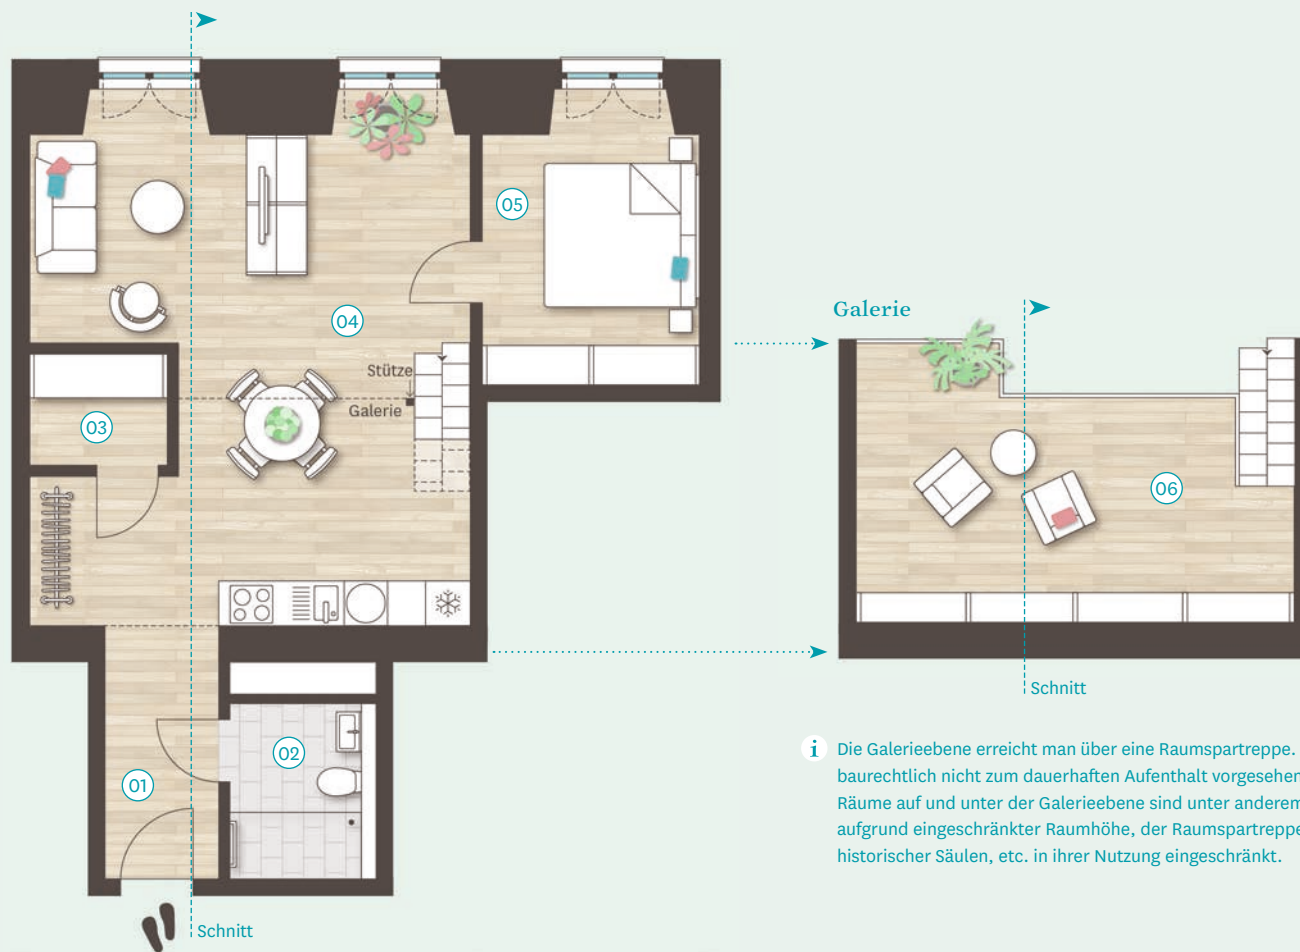 05
04
Stütze
Galerie
03
02
01
Schnitt
Galerie
06
Schnitt
i Die Galerieebene erreicht man über eine Raumspartreppe.
baurechtlich nicht zum dauerhaften Aufenthalt vorgesehen
Räume auf und unter der Galerieebene sind unter anderem
aufgrund eingeschränkter Raumhöhe, der Raumspartreppe
historischer Säulen, etc. in ihrer Nutzung eingeschränkt.